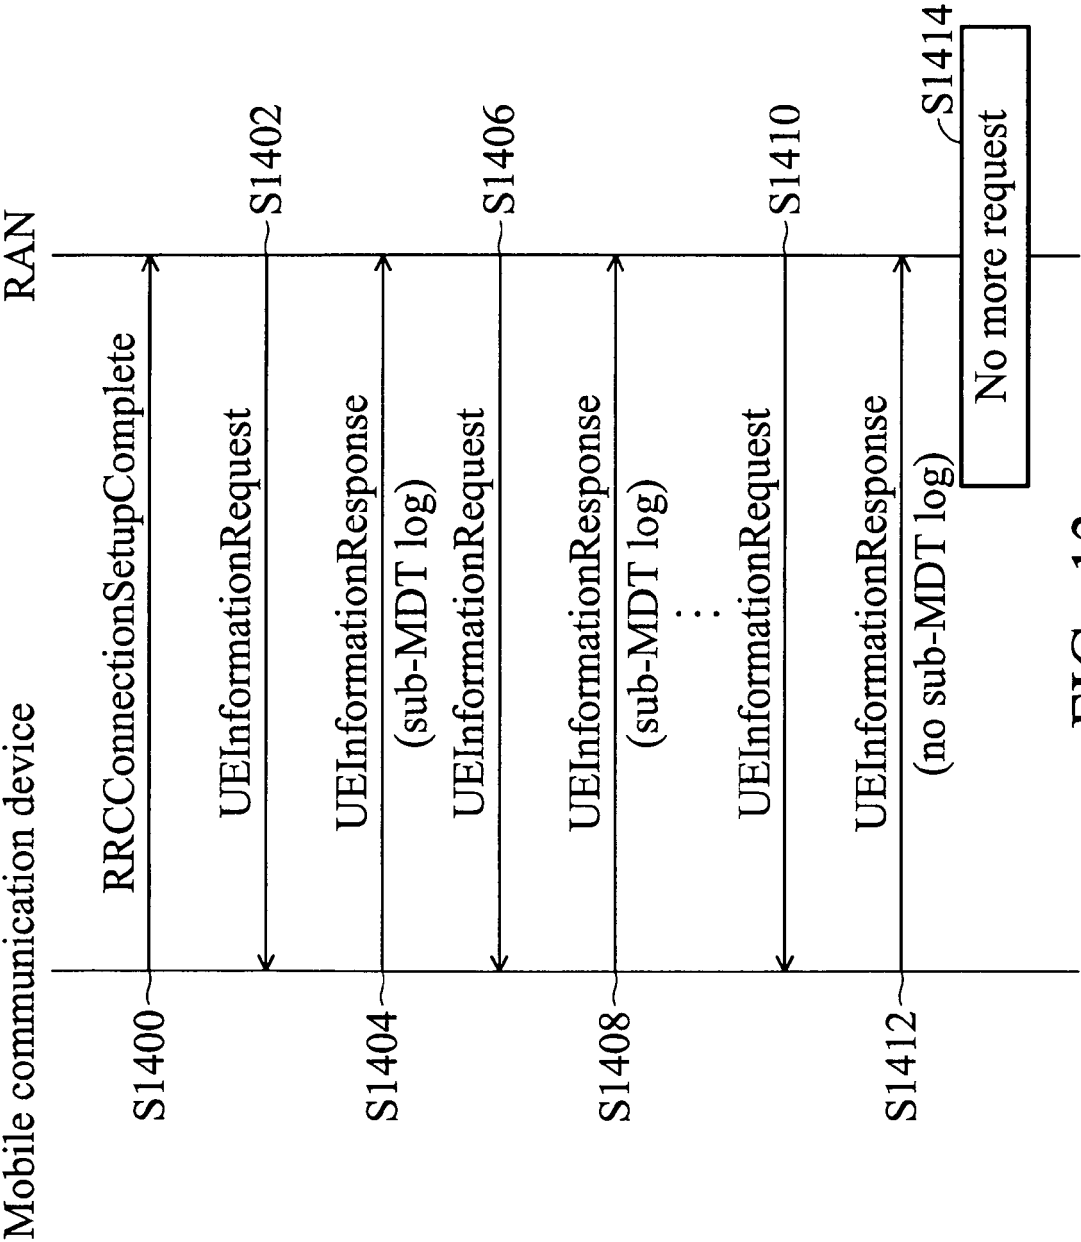 Mobile communication device
RAN
RRCConnectionSetupComplete
S1400
UEInformationRequest
S1402
UEInformationResponse
(sub-MDT log)
S1404
UEInformationRequest
S1406
UEInformationResponse
(sub-MDT log)
S1408
UEInformationRequest
S1410
UEInformationResponse
(no sub-MDT log)
S1412
S1414
No more request